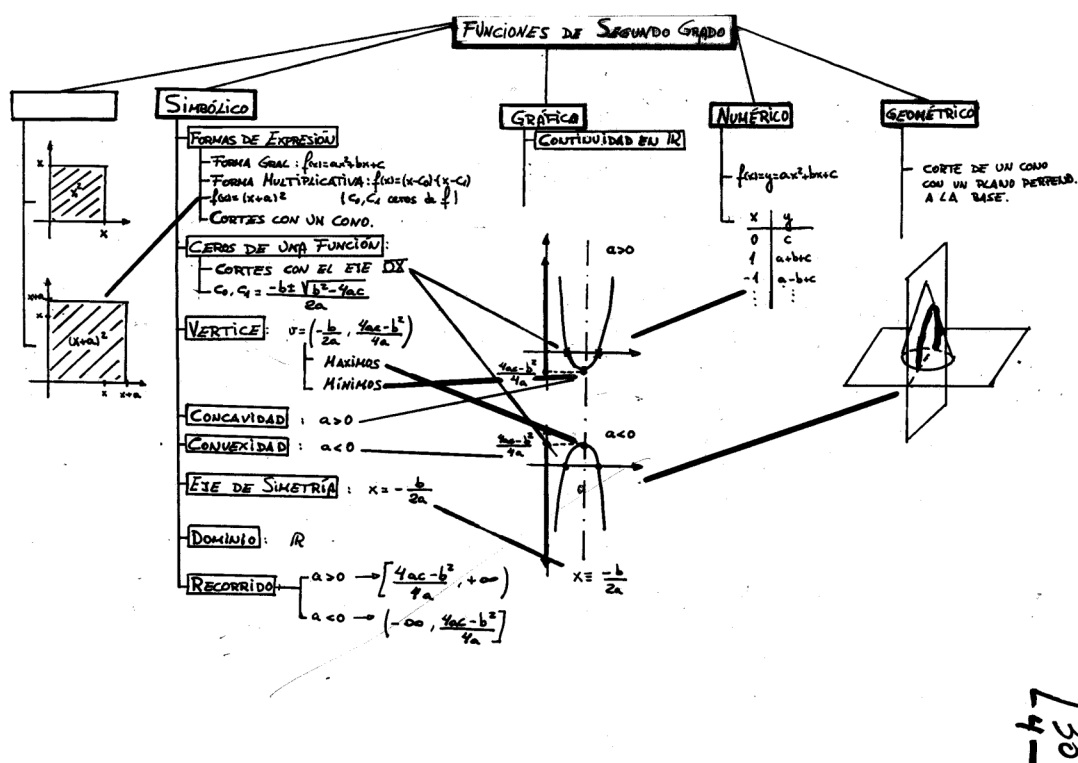 FUNCIONES DE SEGUNDO GRADO
SIMBÓLICO
GRÁFICA
NUMÉRICO
GEOMÉTRICO
x
x²
x
x+a
x
(x+a)²
x x+a
FORMAS DE EXPRESIÓN
FORMA GRAL: f(x)=ax²+bx+c
FORMA MULTIPLICATIVA: f(x)=(x-C₀)·(x-C₁)
f(x)=(x+a)² (C₀,C₁ ceros de f)
CORTES CON UN CONO.
CEROS DE UNA FUNCIÓN:
CORTES CON EL EJE OX
C₀, C₁ = -b±√b²-4ac / 2a
VERTICE: v=(-b/2a, 4ac-b²/4a)
MAXIMOS
MÍNIMOS
CONCAVIDAD : a>0
CONVEXIDAD : a<0
EJE DE SIMETRÍA : x=-b/2a
DOMINIO: ℝ
RECORRIDO
a>0 → [4ac-b²/4a, +∞)
a<0 → (-∞, 4ac-b²/4a]
CONTINUIDAD EN ℝ
a>0
4ac-b²/4a
a<0
4ac-b²/4a
x≡ -b/2a
f(x)=y=ax²+bx+c
x y
0 c
1 a+b+c
-1 a-b+c
⋮ ⋮
CORTE DE UN CONO
CON UN PLANO PERPEND.
A LA BASE.